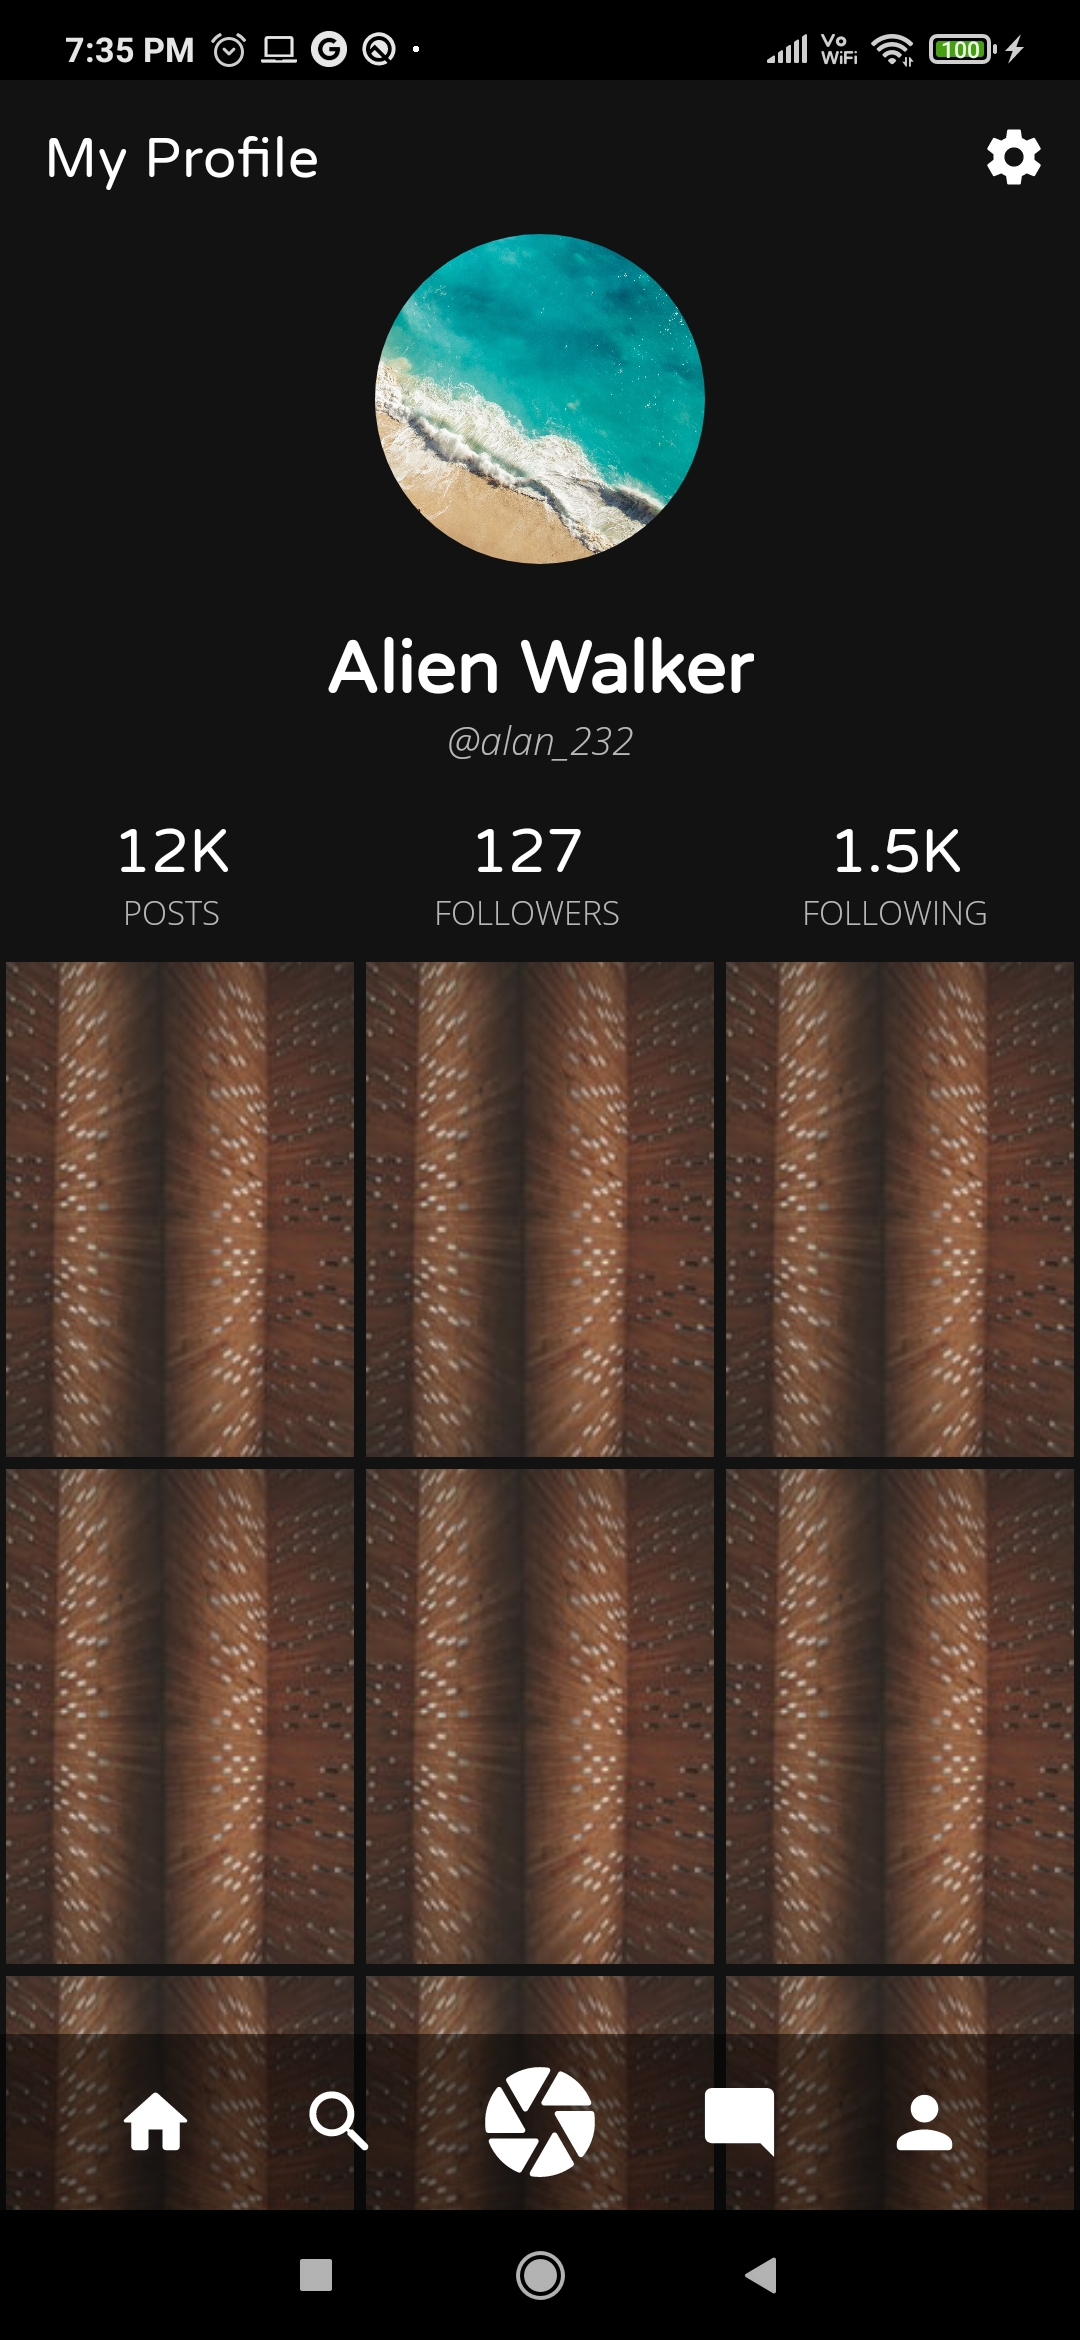 7:35 PM
Vo
WiFi
100
My Profile
Alien Walker
@alan_232
12K 127 1.5K
POSTS FOLLOWERS FOLLOWING